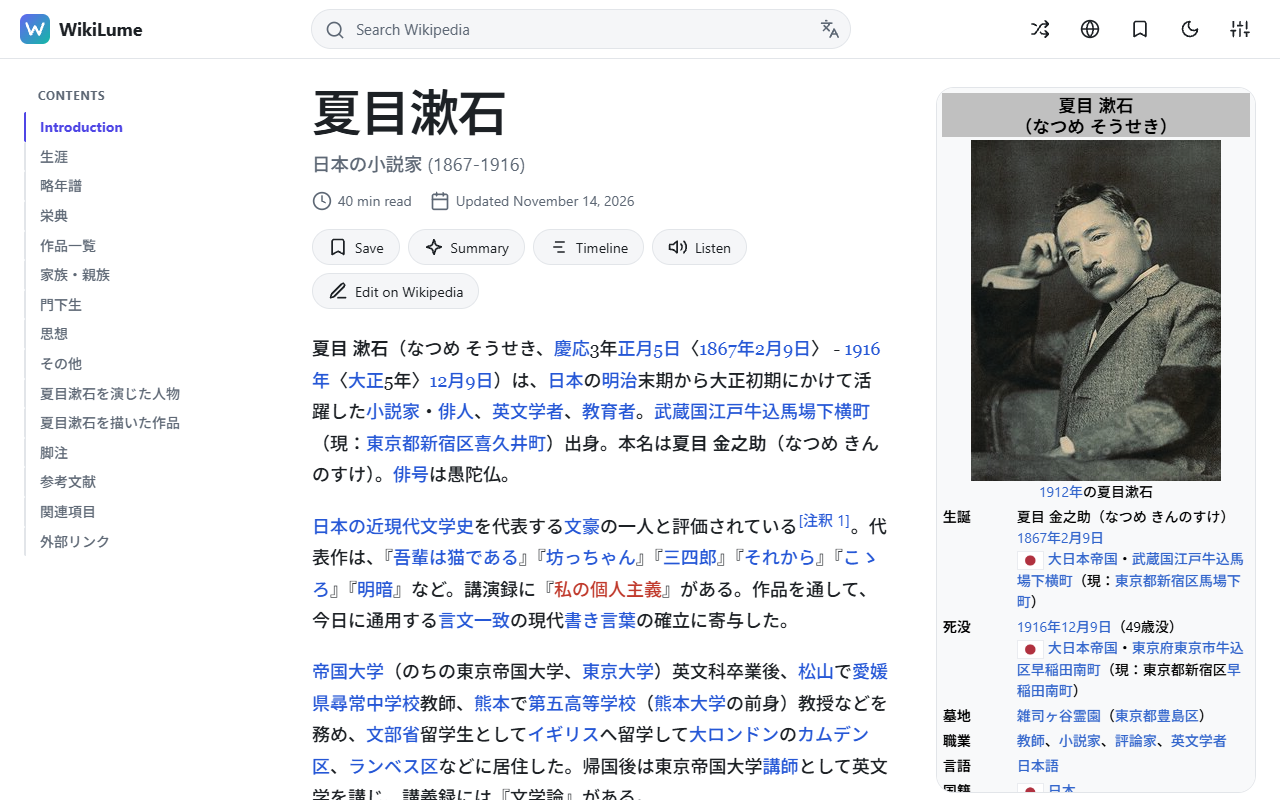 WikiLume
Search Wikipedia
CONTENTS
Introduction
生涯
略年譜
栄典
作品一覧
家族・親族
門下生
思想
その他
夏目漱石を演じた人物
夏目漱石を描いた作品
脚注
参考文献
関連項目
外部リンク
夏目漱石
日本の小説家 (1867-1916)
40 min read
Updated November 14, 2026
Save
Summary
Timeline
Listen
Edit on Wikipedia
夏目 漱石（なつめ そうせき、慶応3年正月5日〈1867年2月9日〉 - 1916
年〈大正5年〉12月9日）は、日本の明治末期から大正初期にかけて活
躍した小説家・俳人、英文学者、教育者。武蔵国江戸牛込馬場下横町
（現：東京都新宿区喜久井町）出身。本名は夏目 金之助（なつめ きん
のすけ）。俳号は愚陀仏。
日本の近現代文学史を代表する文豪の一人と評価されている[注釈 1]。代
表作は、『吾輩は猫である』『坊っちゃん』『三四郎』『それから』『こゝ
ろ』『明暗』など。講演録に『私の個人主義』がある。作品を通して、
今日に通用する言文一致の現代書き言葉の確立に寄与した。
帝国大学（のちの東京帝国大学、東京大学）英文科卒業後、松山で愛媛
県尋常中学校教師、熊本で第五高等学校（熊本大学の前身）教授などを
務め、文部省留学生としてイギリスへ留学して大ロンドンのカムデン
区、ランベス区などに居住した。帰国後は東京帝国大学講師として英文
学を講じ、講義録には『文学論』がある。
夏目 漱石
（なつめ そうせき）
1912年の夏目漱石
生誕
夏目 金之助（なつめ きんのすけ）
1867年2月9日
大日本帝国・武蔵国江戸牛込馬
場下横町（現：東京都新宿区馬場下
町）
死没
1916年12月9日（49歳没）
大日本帝国・東京府東京市牛込
区早稲田南町（現：東京都新宿区早
稲田南町）
墓地
雑司ヶ谷霊園（東京都豊島区）
職業
教師、小説家、評論家、英文学者
言語
日本語
国籍
日本